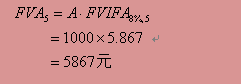 FVA₅ = A·FVIFA₈%,₅
= 1000×5.867
= 5867元